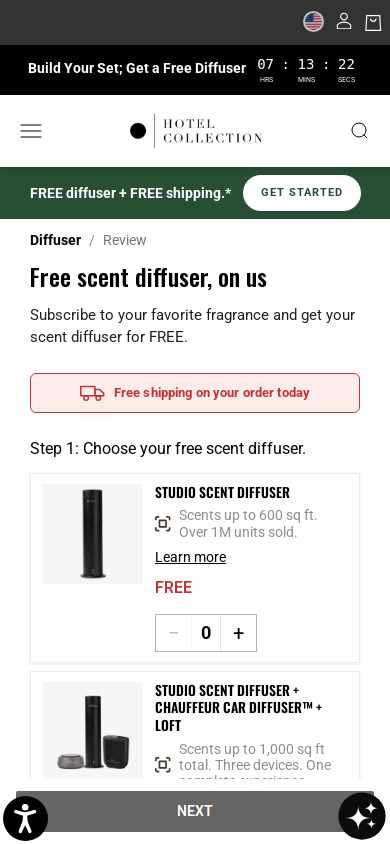 Build Your Set; Get a Free Diffuser
07 : 13 : 22
HRS MINS SECS
HOTEL
COLLECTION
FREE diffuser + FREE shipping.*
GET STARTED
Diffuser / Review
Free scent diffuser, on us
Subscribe to your favorite fragrance and get your
scent diffuser for FREE.
Free shipping on your order today
Step 1: Choose your free scent diffuser.
STUDIO SCENT DIFFUSER
Scents up to 600 sq ft.
Over 1M units sold.
Learn more
FREE
− 0 +
STUDIO SCENT DIFFUSER +
CHAUFFEUR CAR DIFFUSER™ +
LOFT
Scents up to 1,000 sq ft
total. Three devices. One
complete experience.
NEXT